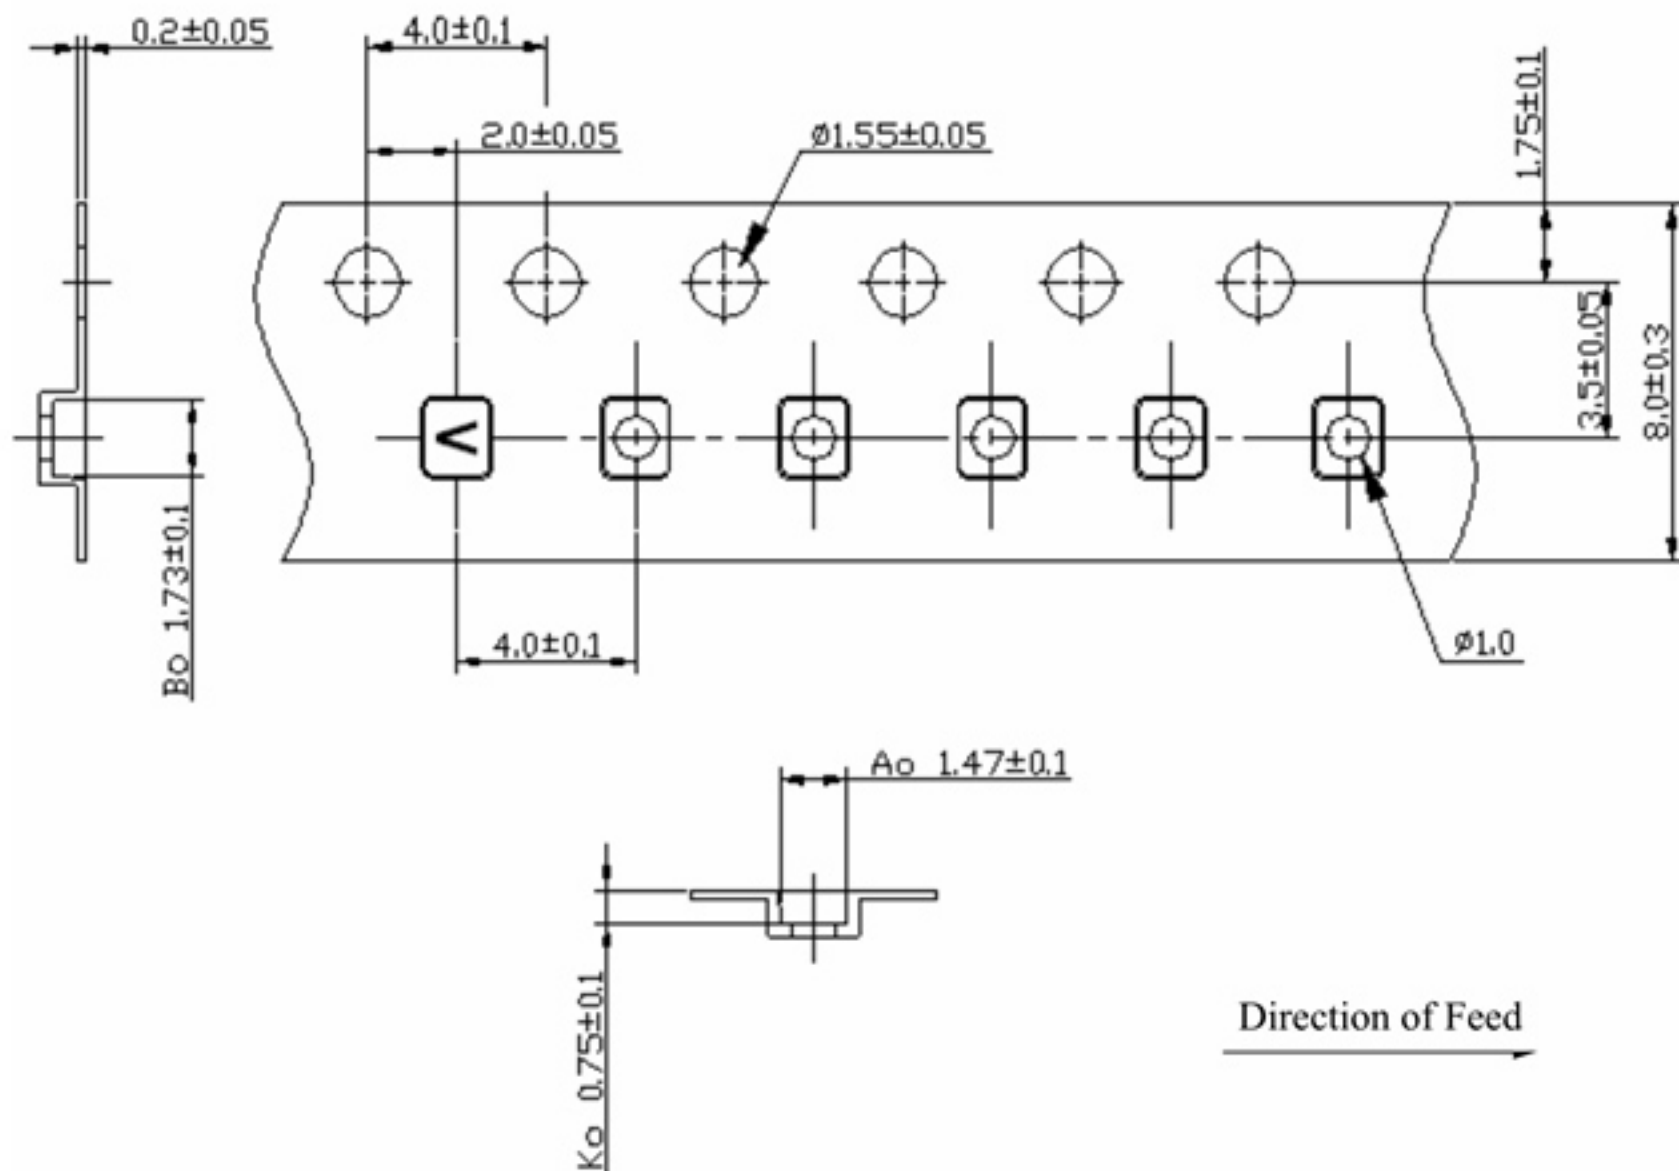 0.2±0.05
4.0±0.1
2.0±0.05
ø1.55±0.05
1.75±0.1
3.5±0.05
8.0±0.3
V
Bo 1.73±0.1
4.0±0.1
ø1.0
Ao 1.47±0.1
Ko 0.75±0.1
Direction of Feed